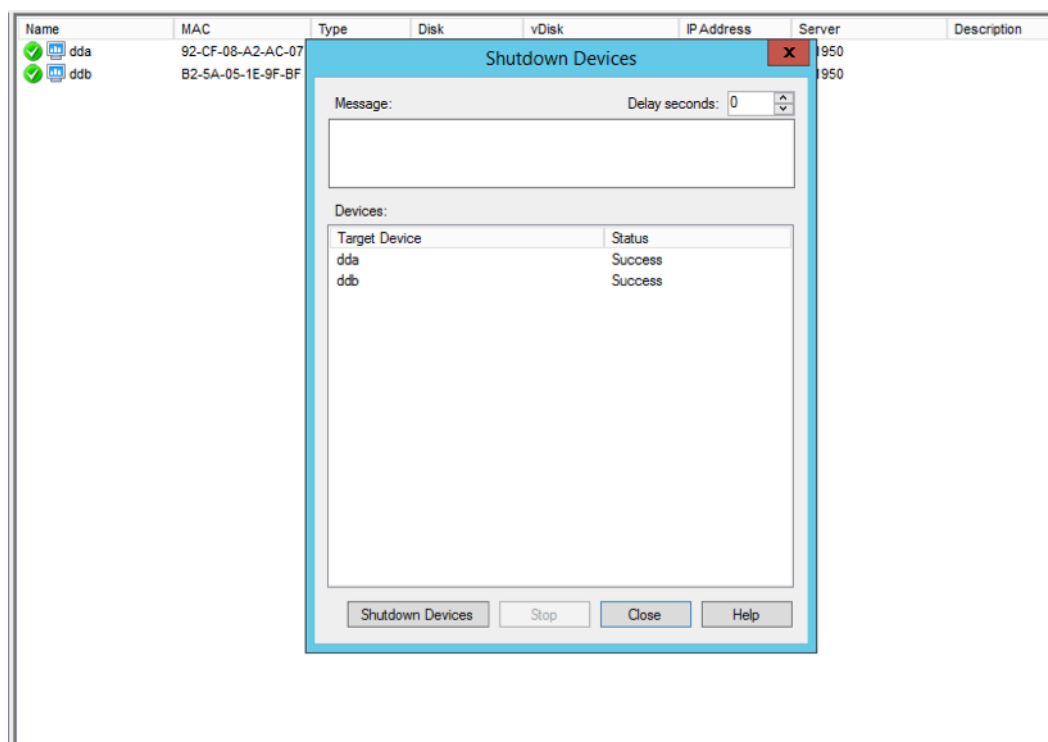 Name MAC Type Disk vDisk IP Address Server Description
dda 92-CF-08-A2-AC-07 1950
ddb B2-5A-05-1E-9F-BF 1950
Shutdown Devices x
Message: Delay seconds: 0
Devices:
Target Device Status
dda Success
ddb Success
Shutdown Devices Stop Close Help